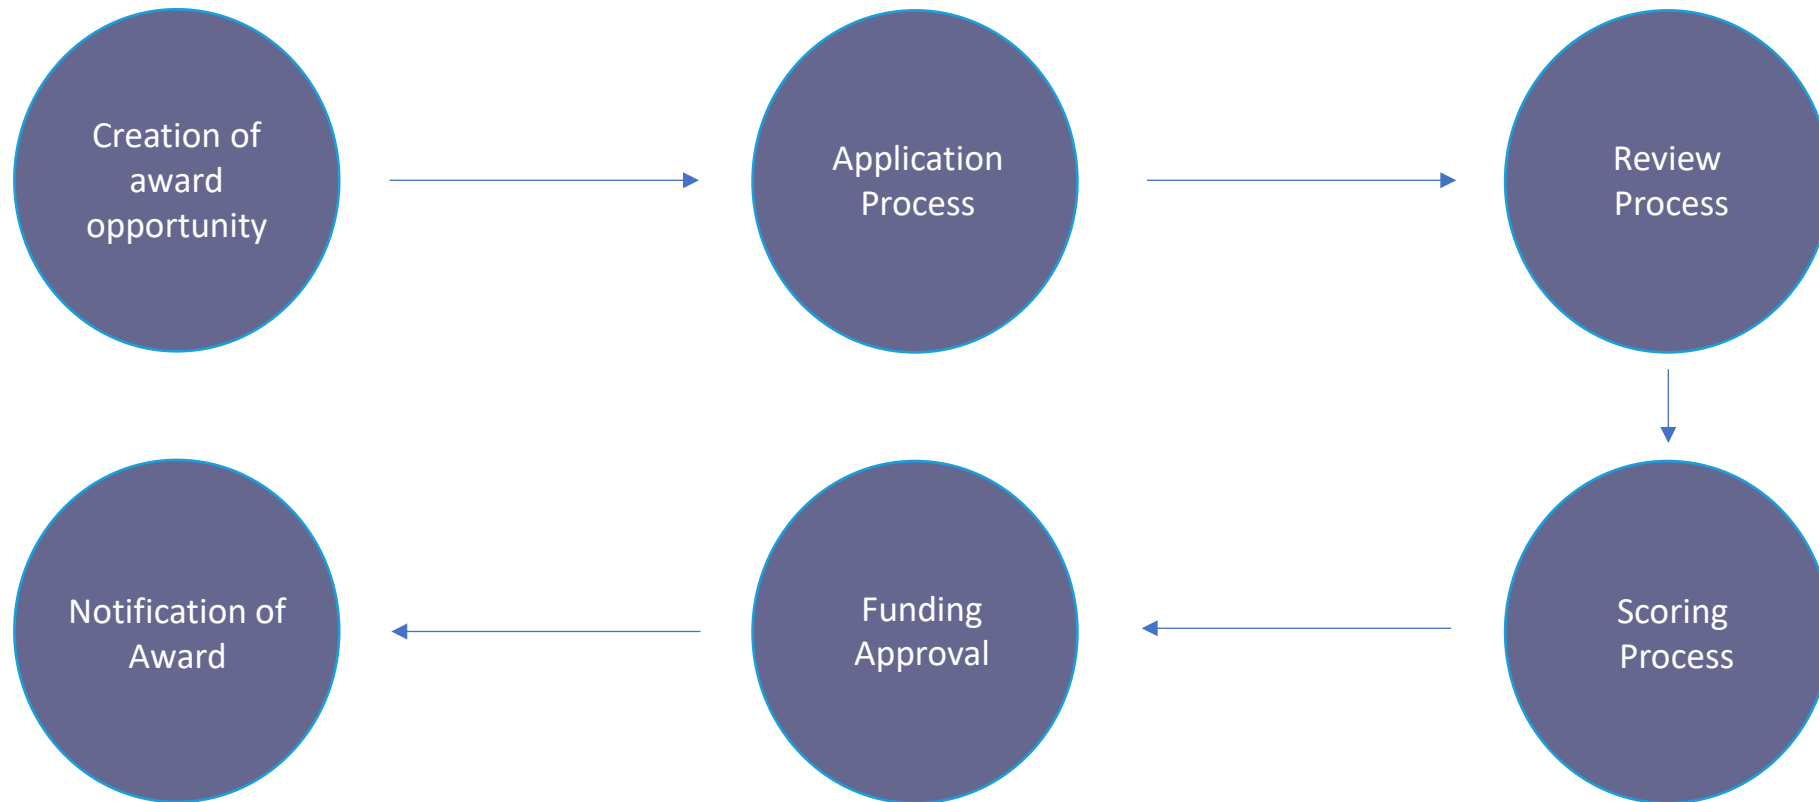 Creation of
award
opportunity
Application
Process
Review
Process
Scoring
Process
Funding
Approval
Notification of
Award